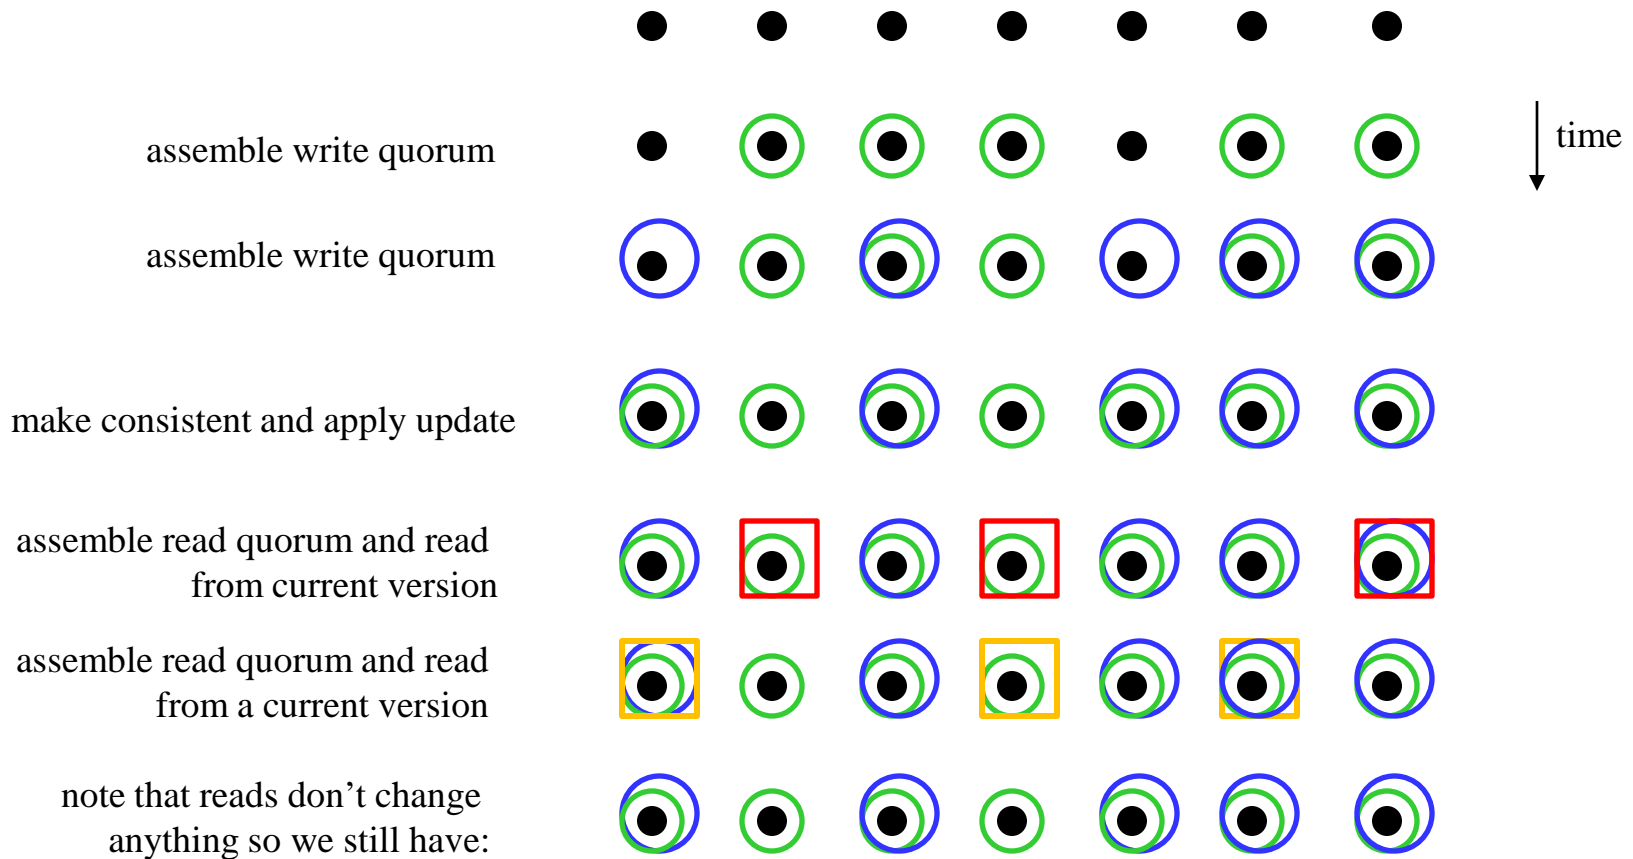 assemble write quorum
time
assemble write quorum
make consistent and apply update
assemble read quorum and read
from current version
assemble read quorum and read
from a current version
note that reads don’t change
anything so we still have: